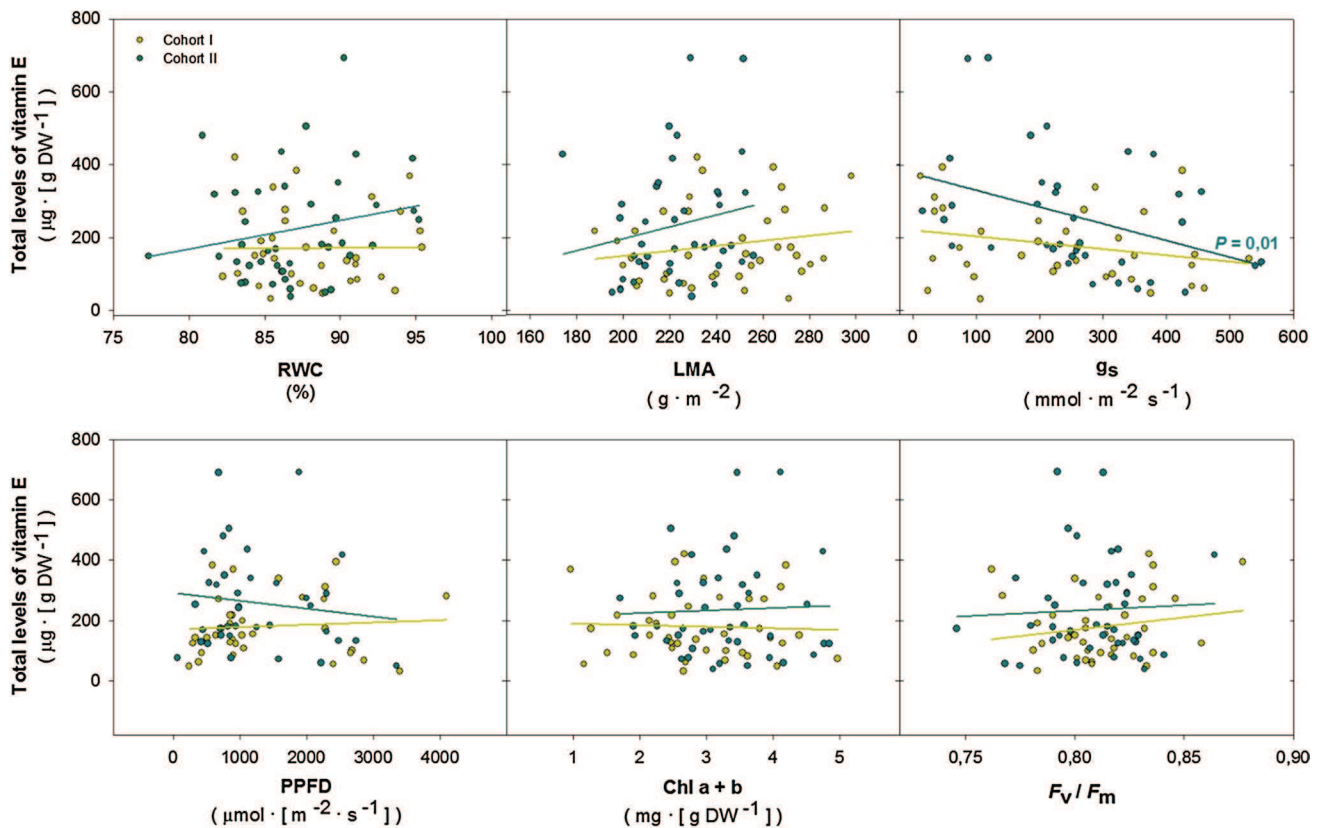 Total levels of vitamin E
( µg · [ g DW⁻¹ ] )
800
600
400
200
0
Cohort I
Cohort II
P = 0,01
75 80 85 90 95 100
160 180 200 220 240 260 280 300
0 100 200 300 400 500 600
RWC
(%)
LMA
( g · m ⁻² )
gs
( mmol · m ⁻² s ⁻¹ )
Total levels of vitamin E
( µg · [ g DW⁻¹ ] )
800
600
400
200
0
0 1000 2000 3000 4000
1 2 3 4 5
0,75 0,80 0,85 0,90
PPFD
( µmol · [ m ⁻² · s ⁻¹ ] )
Chl a + b
( mg · [ g DW⁻¹ ] )
Fv / Fm